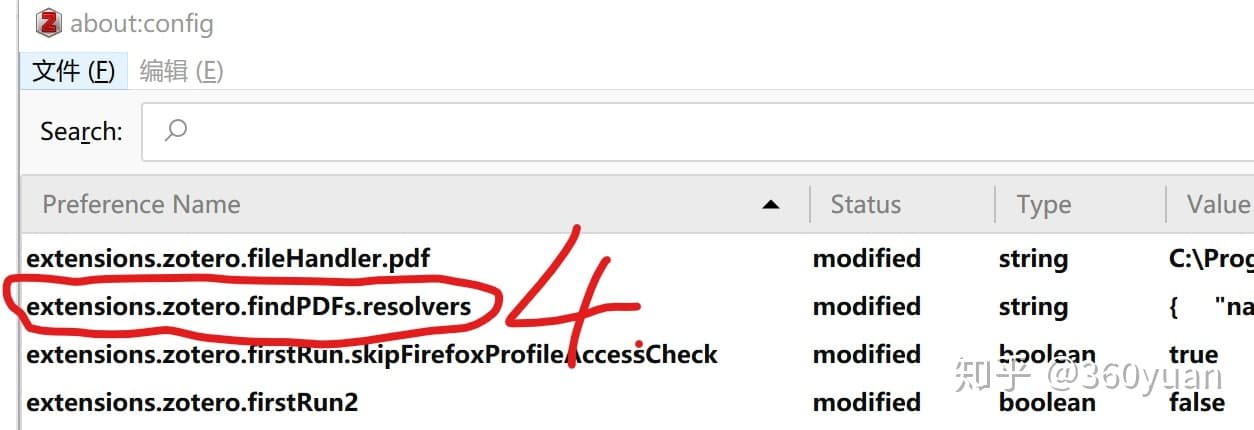 about:config
文件 (F) 编辑 (E)
Search:
Preference Name Status Type Value
extensions.zotero.fileHandler.pdf modified string C:\Prog
extensions.zotero.findPDFs.resolvers modified string { "na
4.
extensions.zotero.firstRun.skipFirefoxProfileAccessCheck modified boolean true
extensions.zotero.firstRun2 modified boolean false
知乎 @360yuan